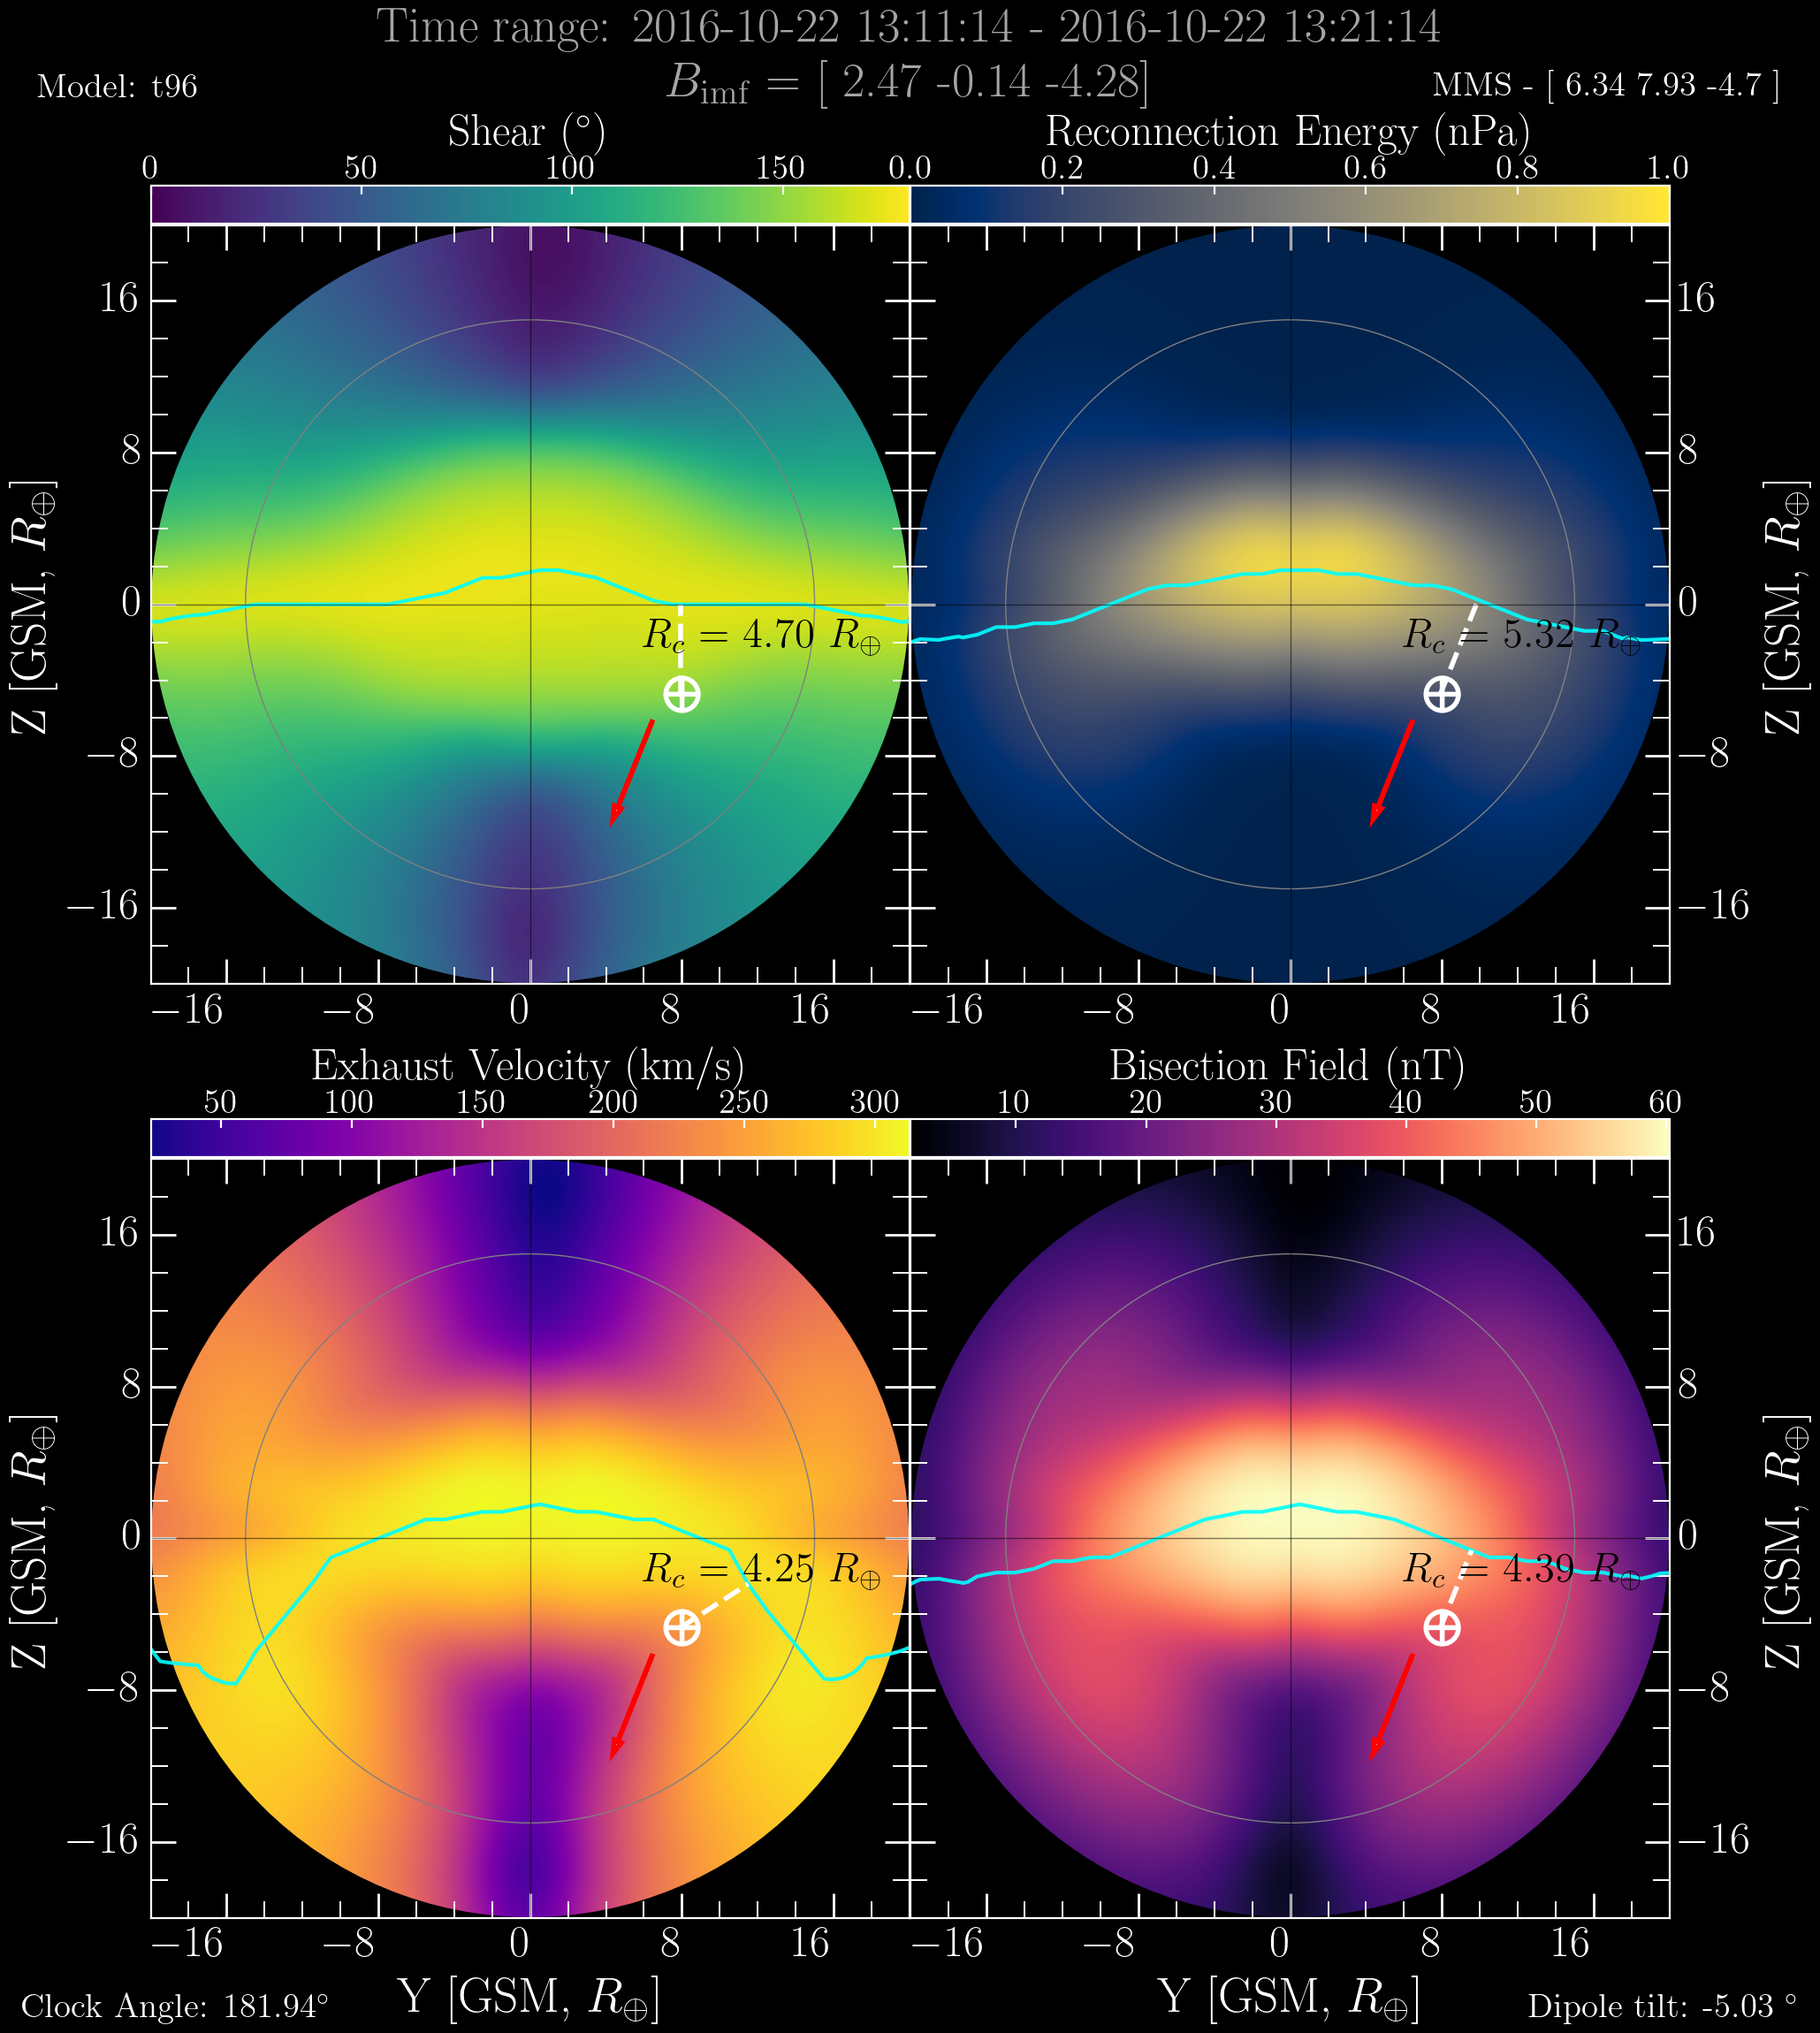 Time range: 2016-10-22 13:11:14 - 2016-10-22 13:21:14
Model: t96
B_imf = [ 2.47 -0.14 -4.28]
MMS - [ 6.34 7.93 -4.7 ]
Shear (°)
Reconnection Energy (nPa)
0 50 100 150
0.0 0.2 0.4 0.6 0.8 1.0
16
8
0
−8
−16
Z [GSM, R⊕]
R_c = 4.70 R⊕
R_c = 5.32 R⊕
16
8
0
−8
−16
Z [GSM, R⊕]
−16 −8 0 8 16
−16 −8 0 8 16
Exhaust Velocity (km/s)
Bisection Field (nT)
50 100 150 200 250 300
10 20 30 40 50 60
16
8
0
−8
−16
Z [GSM, R⊕]
R_c = 4.25 R⊕
R_c = 4.39 R⊕
16
8
0
−8
−16
Z [GSM, R⊕]
−16 −8 0 8 16
−16 −8 0 8 16
Y [GSM, R⊕]
Y [GSM, R⊕]
Clock Angle: 181.94°
Dipole tilt: -5.03 °